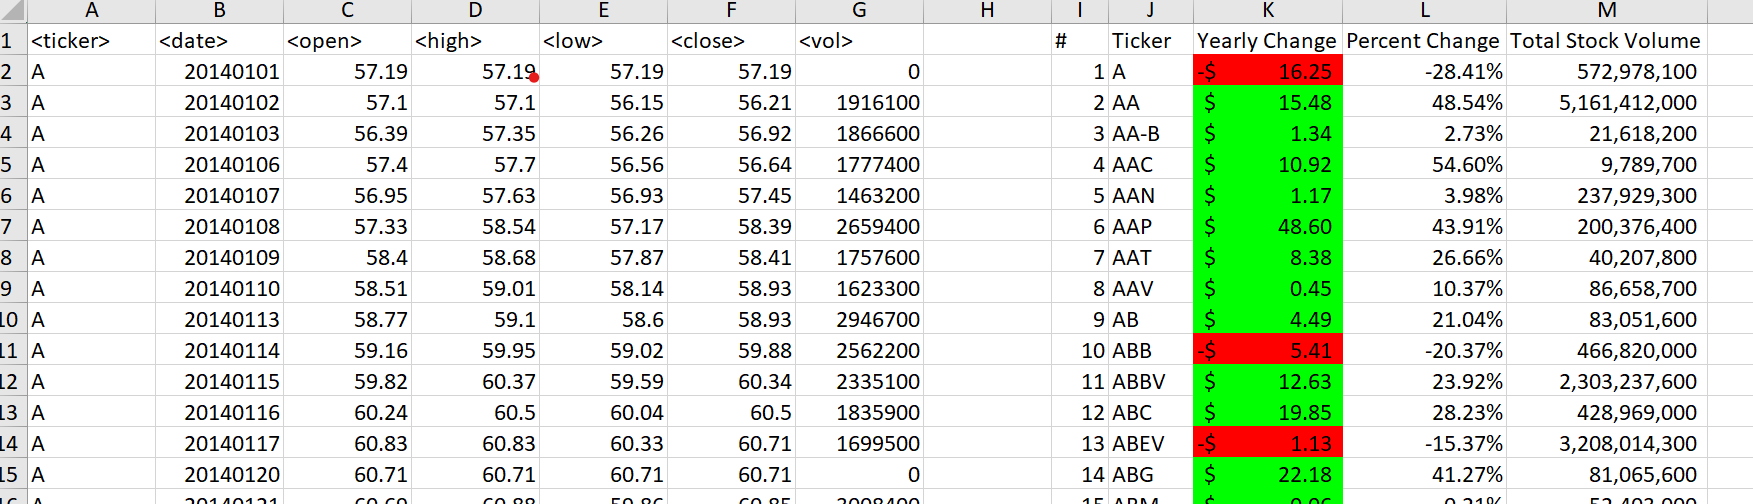 A B C D E F G H I J K L M
1 <ticker> <date> <open> <high> <low> <close> <vol> # Ticker Yearly Change Percent Change Total Stock Volume
2 A 20140101 57.19 57.19 57.19 57.19 0 1 A -$ 16.25 -28.41% 572,978,100
3 A 20140102 57.1 57.1 56.15 56.21 1916100 2 AA $ 15.48 48.54% 5,161,412,000
4 A 20140103 56.39 57.35 56.26 56.92 1866600 3 AA-B $ 1.34 2.73% 21,618,200
5 A 20140106 57.4 57.7 56.56 56.64 1777400 4 AAC $ 10.92 54.60% 9,789,700
6 A 20140107 56.95 57.63 56.93 57.45 1463200 5 AAN $ 1.17 3.98% 237,929,300
7 A 20140108 57.33 58.54 57.17 58.39 2659400 6 AAP $ 48.60 43.91% 200,376,400
8 A 20140109 58.4 58.68 57.87 58.41 1757600 7 AAT $ 8.38 26.66% 40,207,800
9 A 20140110 58.51 59.01 58.14 58.93 1623300 8 AAV $ 0.45 10.37% 86,658,700
10 A 20140113 58.77 59.1 58.6 58.93 2946700 9 AB $ 4.49 21.04% 83,051,600
11 A 20140114 59.16 59.95 59.02 59.88 2562200 10 ABB -$ 5.41 -20.37% 466,820,000
12 A 20140115 59.82 60.37 59.59 60.34 2335100 11 ABBV $ 12.63 23.92% 2,303,237,600
13 A 20140116 60.24 60.5 60.04 60.5 1835900 12 ABC $ 19.85 28.23% 428,969,000
14 A 20140117 60.83 60.83 60.33 60.71 1699500 13 ABEV -$ 1.13 -15.37% 3,208,014,300
15 A 20140120 60.71 60.71 60.71 60.71 0 14 ABG $ 22.18 41.27% 81,065,600